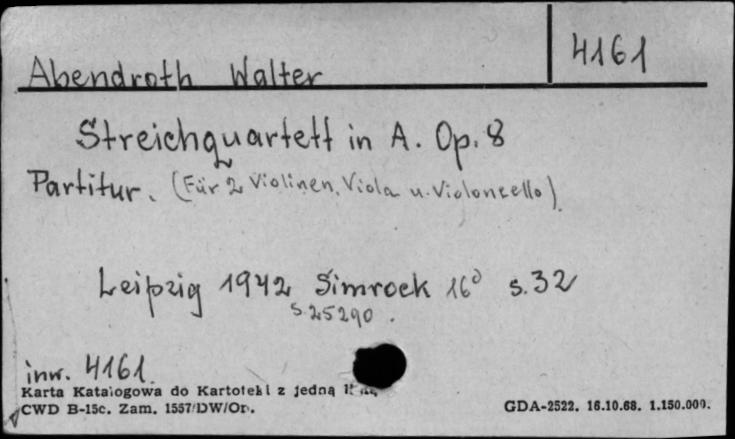 Abendroth Walter
4161
Streichquartett in A. Op. 8
Partitur. (Für 2 Violinen, Viola u. Violoncello)
Leipzig 1942 Simrock 16° s. 32
S. 25290.
inw. 4161.
Karta Katalogowa do Kartoteki z jedną
CWD B-15c. Zam. 1557/DW/Or.
GDA-2522. 16.10.68. 1.150.000.